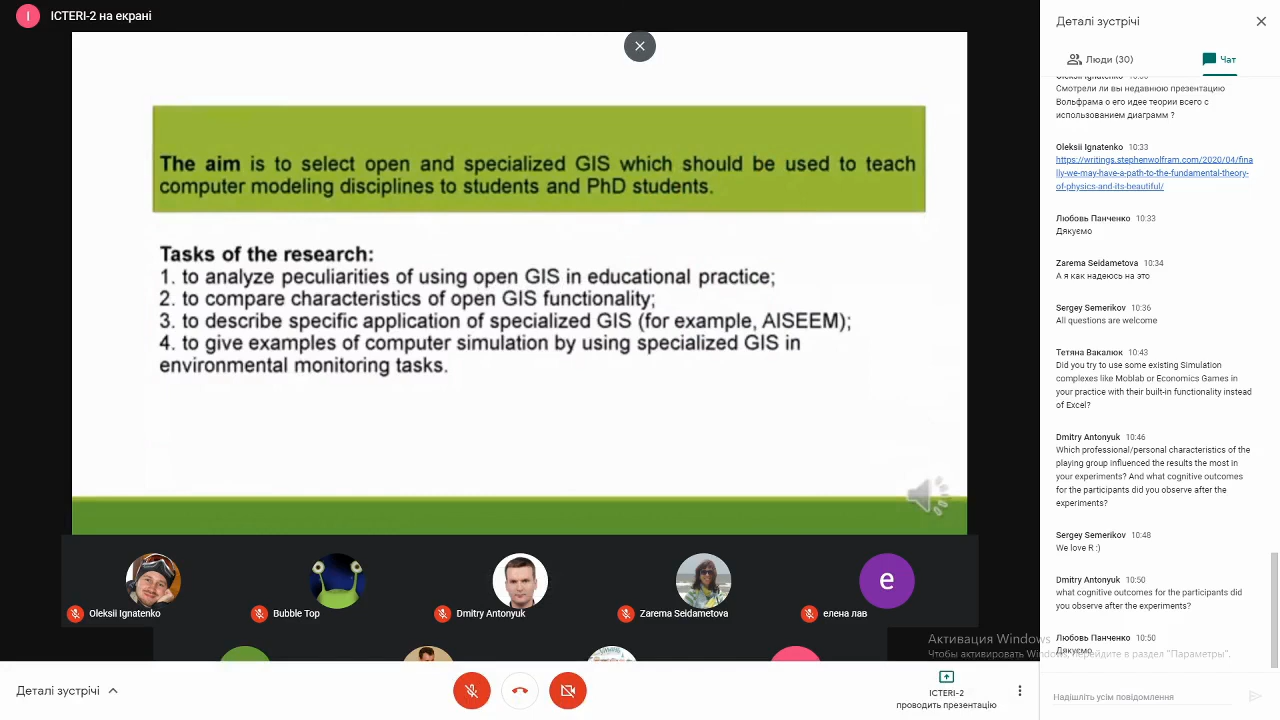 I
ICTERI-2 на екрані
The aim is to select open and specialized GIS which should be used to teach
computer modeling disciplines to students and PhD students.
Tasks of the research:
1. to analyze peculiarities of using open GIS in educational practice;
2. to compare characteristics of open GIS functionality;
3. to describe specific application of specialized GIS (for example, AISEEM);
4. to give examples of computer simulation by using specialized GIS in
environmental monitoring tasks.
Oleksii Ignatenko
Bubble Top
Dmitry Antonyuk
Zarema Seidametova
e
елена лав
Деталі зустрічі
ICTERI-2
проводить презентацію
Деталі зустрічі
Люди (30)
Чат
Oleksii Ignatenko
Смотрели ли вы недавнюю презентацию
Вольфрама о его идее теории всего с
использованием диаграмм ?
Oleksii Ignatenko 10:33
https://writings.stephenwolfram.com/2020/04/fina
lly-we-may-have-a-path-to-the-fundamental-theory-
of-physics-and-its-beautiful/
Любовь Панченко 10:33
Дякуємо
Zarema Seidametova 10:34
А я как надеюсь на это
Sergey Semerikov 10:36
All questions are welcome
Тетяна Вакалюк 10:43
Did you try to use some existing Simulation
complexes like Moblab or Economics Games in
your practice with their built-in functionality instead
of Excel?
Dmitry Antonyuk 10:46
Which professional/personal characteristics of the
playing group influenced the results the most in
your experiments? And what cognitive outcomes
for the participants did you observe after the
experiments?
Sergey Semerikov 10:48
We love R :)
Dmitry Antonyuk 10:50
what cognitive outcomes for the participants did
you observe after the experiments?
Любовь Панченко 10:50
Дякуємо
Активация Windows
Чтобы активировать Windows, перейдите в раздел "Параметры".
Надішліть усім повідомлення